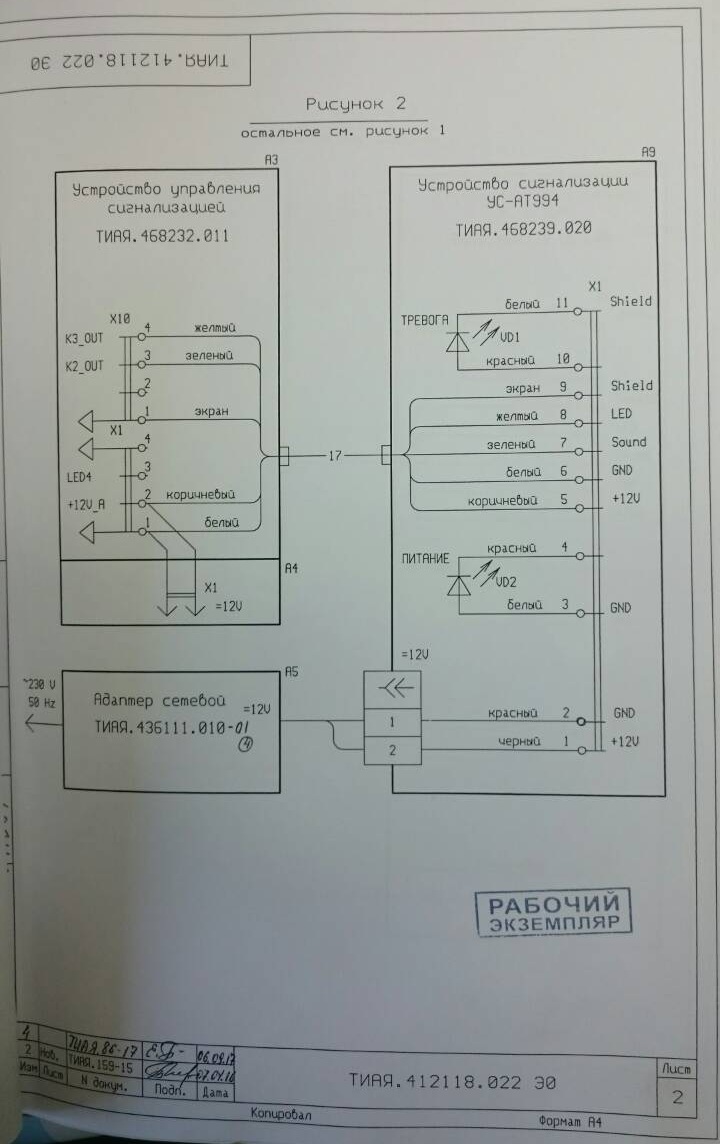 ТИАЯ.412118.022 Э0
Рисунок 2
остальное см. рисунок 1
А3
Устройство управления
сигнализацией
ТИАЯ.468232.011
X10
K3_OUT 4 желтый
K2_OUT 3 зеленый
2
1 экран
X1
4
LED4 3
+12V_A 2 коричневый
1 белый
А4
X1
=12V
17
А9
Устройство сигнализации
УС-АТ994
ТИАЯ.468239.020
X1
белый 11 Shield
ТРЕВОГА
VD1
красный 10
экран 9 Shield
желтый 8 LED
зеленый 7 Sound
белый 6 GND
коричневый 5 +12V
красный 4
ПИТАНИЕ
VD2
белый 3 GND
=12V
1 красный 2 GND
2 черный 1 +12V
А5
~230 V
50 Hz
Адаптер сетевой
=12V
ТИАЯ.436111.010-01
4
РАБОЧИЙ
ЭКЗЕМПЛЯР
4 ТИАЯ.86-17 06.09.17
2 Нов. ТИАЯ.159-15
Изм Лист N докум. Подп. Дата
ТИАЯ.412118.022 Э0
Лист
2
Копировал
Формат А4